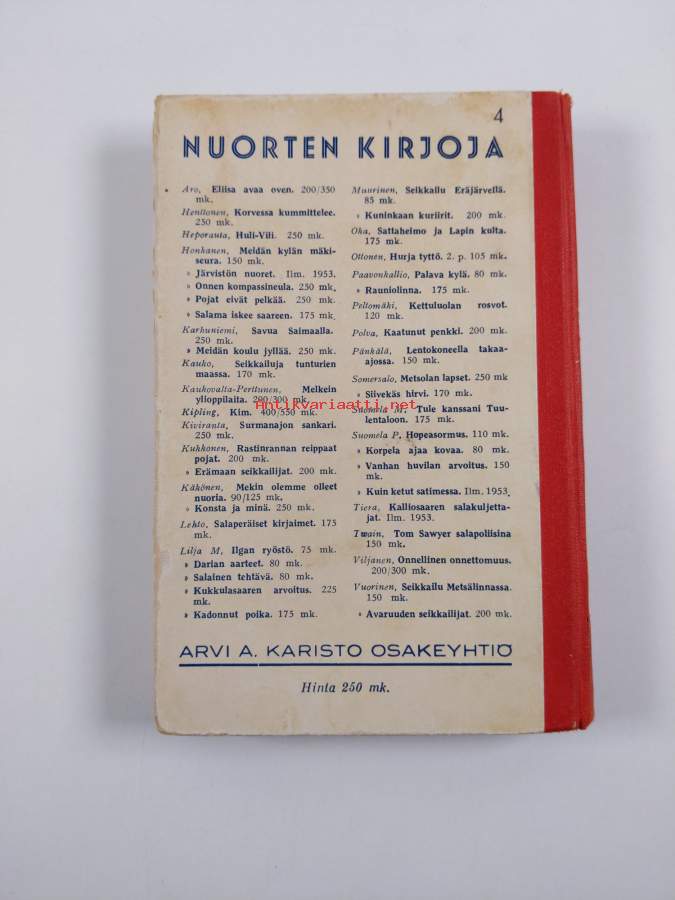 4
NUORTEN KIRJOJA
Aro, Eliisa avaa oven. 200/350
mk.
Henttonen, Korvessa kummittelee.
250 mk.
Heporauta, Huli-Vili. 250 mk.
Honkanen, Meidän kylän mäki-
seura. 150 mk.
» Järvistön nuoret. Ilm. 1953.
» Onnen kompassineula. 250 mk.
» Pojat eivät pelkää. 250 mk.
» Salama iskee saareen. 175 mk.
Karhuniemi, Savua Saimaalla.
250 mk.
» Meidän koulu jyllää. 250 mk.
Kauko, Seikkailuja tunturien
maassa. 170 mk.
Kaukovalta-Perttunen, Melkein
ylioppilaita. 200/300 mk.
Kipling, Kim. 400/550 mk.
Kiviranta, Surmanajon sankari.
250 mk.
Kuhkonen, Rastinrannan reippaat
pojat. 200 mk.
» Erämaan seikkailijat. 200 mk.
Käkönen, Mekin olemme olleet
nuoria. 90/125 mk.
» Konsta ja minä. 250 mk.
Lehto, Salaperäiset kirjaimet. 175
mk.
Lilja M, Ilgan ryöstö. 75 mk.
» Darian aarteet. 80 mk.
» Salainen tehtävä. 80 mk.
» Kukkulasaaren arvoitus. 225
mk.
» Kadonnut poika. 175 mk.
Muurinen, Seikkailu Eräjärvellä.
85 mk.
» Kuninkaan kuriirit. 200 mk.
Oka, Sattaheimo ja Lapin kulta.
175 mk.
Ottonen, Hurja tyttö. 2. p. 105 mk.
Paavonkallio, Palava kylä. 80 mk.
» Rauniolinna. 175 mk.
Peltomäki, Kettuluolan rosvot.
120 mk.
Polva, Kaatunut penkki. 200 mk.
Pänkälä, Lentokoneella takaa-
ajossa. 150 mk.
Somersalo, Metsolan lapset. 250 mk
» Siivekäs hirvi. 170 mk.
Suomela M, Tule kanssani Tuu-
lentaloon. 175 mk.
Suomela P, Hopeasormus. 110 mk.
» Korpela ajaa kovaa. 80 mk.
» Vanhan huvilan arvoitus. 150
mk.
» Kuin ketut satimessa. Ilm. 1953.
Tiera, Kalliosaaren salakuljetta-
jat. Ilm. 1953.
Twain, Tom Sawyer salapoliisina
150 mk.
Viljanen, Onnellinen onnettomuus.
200/300 mk.
Vuorinen, Seikkailu Metsälinnassa.
150 mk.
» Avaruuden seikkailijat. 200 mk.
Antikvariaatti.net
ARVI A. KARISTO OSAKEYHTIÖ
Hinta 250 mk.